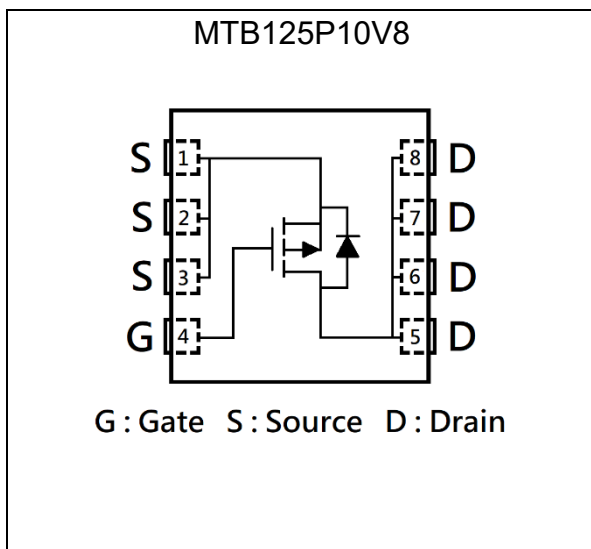 MTB125P10V8
S 1 8 D
S 2 7 D
S 3 6 D
G 4 5 D
G : Gate S : Source D : Drain